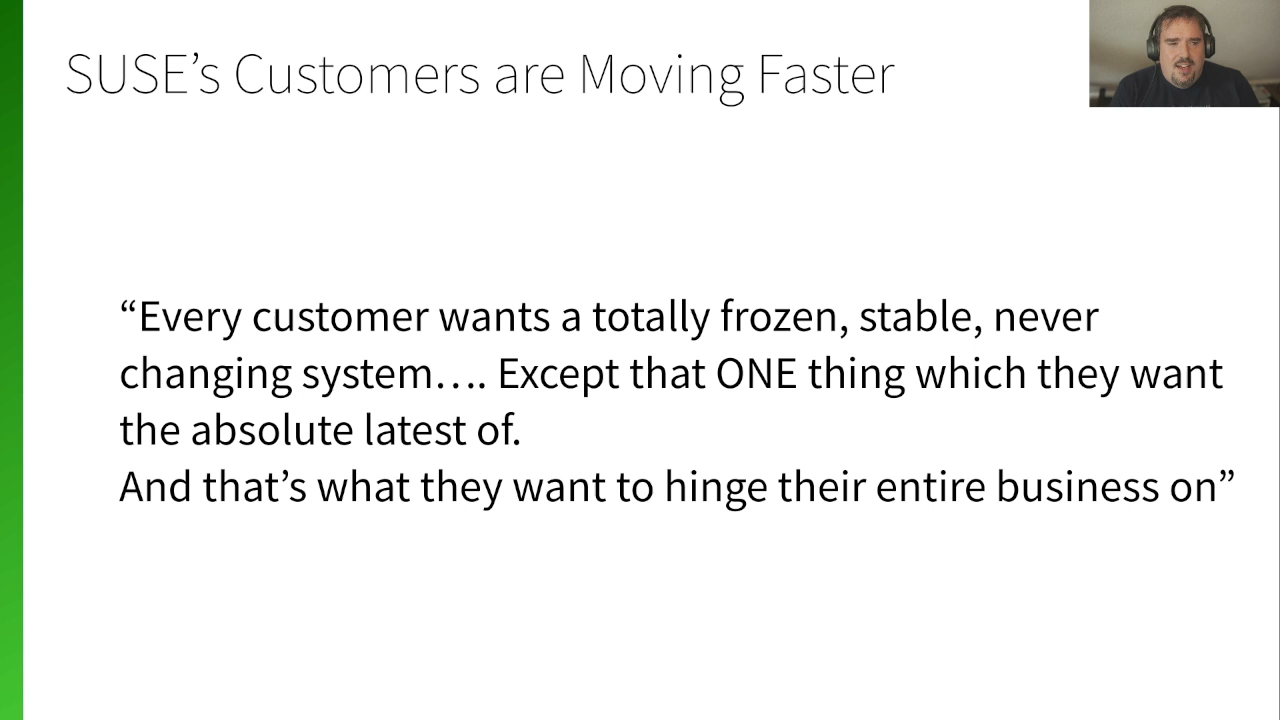 SUSE’s Customers are Moving Faster
“Every customer wants a totally frozen, stable, never
changing system…. Except that ONE thing which they want
the absolute latest of.
And that’s what they want to hinge their entire business on”